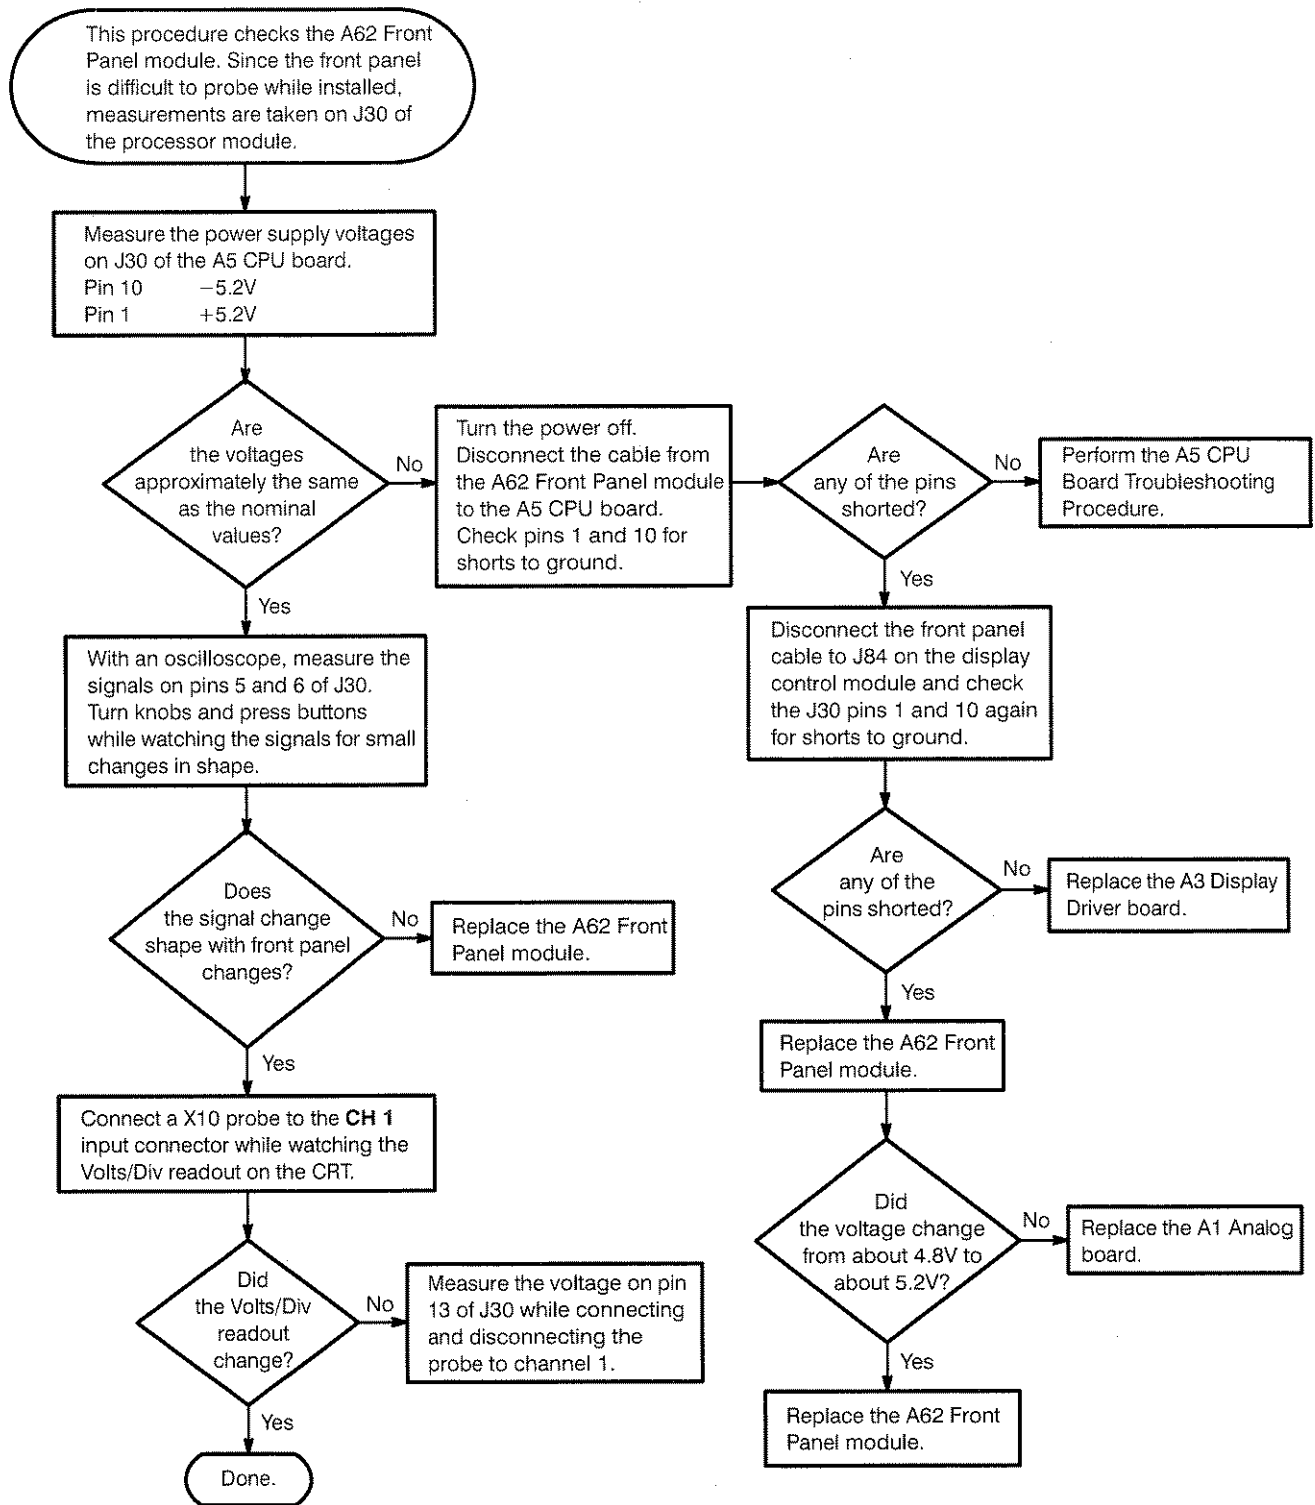 This procedure checks the A62 Front
Panel module. Since the front panel
is difficult to probe while installed,
measurements are taken on J30 of
the processor module.
Measure the power supply voltages
on J30 of the A5 CPU board.
Pin 10 −5.2V
Pin 1 +5.2V
Are
the voltages
approximately the same
as the nominal
values?
No
Turn the power off.
Disconnect the cable from
the A62 Front Panel module
to the A5 CPU board.
Check pins 1 and 10 for
shorts to ground.
Are
any of the pins
shorted?
No
Perform the A5 CPU
Board Troubleshooting
Procedure.
Yes
Yes
With an oscilloscope, measure the
signals on pins 5 and 6 of J30.
Turn knobs and press buttons
while watching the signals for small
changes in shape.
Disconnect the front panel
cable to J84 on the display
control module and check
the J30 pins 1 and 10 again
for shorts to ground.
Does
the signal change
shape with front panel
changes?
No
Replace the A62 Front
Panel module.
Are
any of the
pins shorted?
No
Replace the A3 Display
Driver board.
Yes
Yes
Replace the A62 Front
Panel module.
Connect a X10 probe to the CH 1
input connector while watching the
Volts/Div readout on the CRT.
Did
the voltage change
from about 4.8V to
about 5.2V?
No
Replace the A1 Analog
board.
Did
the Volts/Div
readout
change?
No
Measure the voltage on pin
13 of J30 while connecting
and disconnecting the
probe to channel 1.
Yes
Yes
Replace the A62 Front
Panel module.
Done.